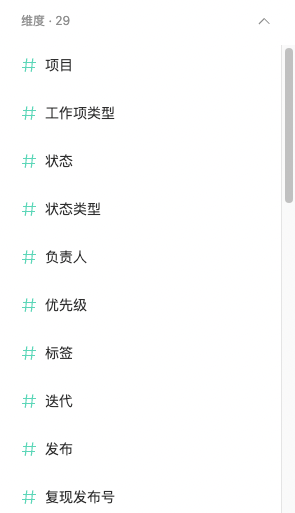 维度 · 29
# 项目
# 工作项类型
# 状态
# 状态类型
# 负责人
# 优先级
# 标签
# 迭代
# 发布
# 复现发布号